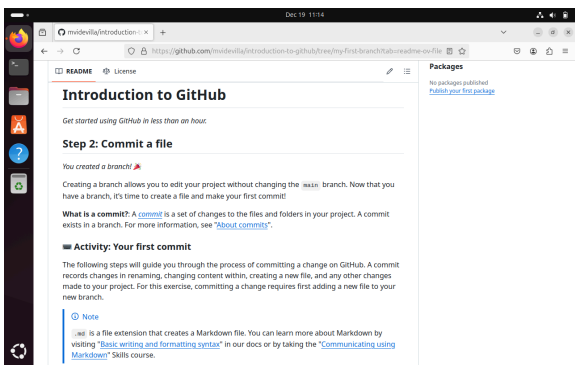 Dec 19 11:14
mvidevilla/introduction-t
https://github.com/mvidevilla/introduction-to-github/tree/my-first-branch?tab=readme-ov-file
README
License
Packages
No packages published
Publish your first package
Introduction to GitHub
Get started using GitHub in less than an hour.
Step 2: Commit a file
You created a branch!
Creating a branch allows you to edit your project without changing the main branch. Now that you
have a branch, it's time to create a file and make your first commit!
What is a commit?: A commit is a set of changes to the files and folders in your project. A commit
exists in a branch. For more information, see "About commits".
Activity: Your first commit
The following steps will guide you through the process of committing a change on GitHub. A commit
records changes in renaming, changing content within, creating a new file, and any other changes
made to your project. For this exercise, committing a change requires first adding a new file to your
new branch.
Note
.md is a file extension that creates a Markdown file. You can learn more about Markdown by
visiting "Basic writing and formatting syntax" in our docs or by taking the "Communicating using
Markdown" Skills course.